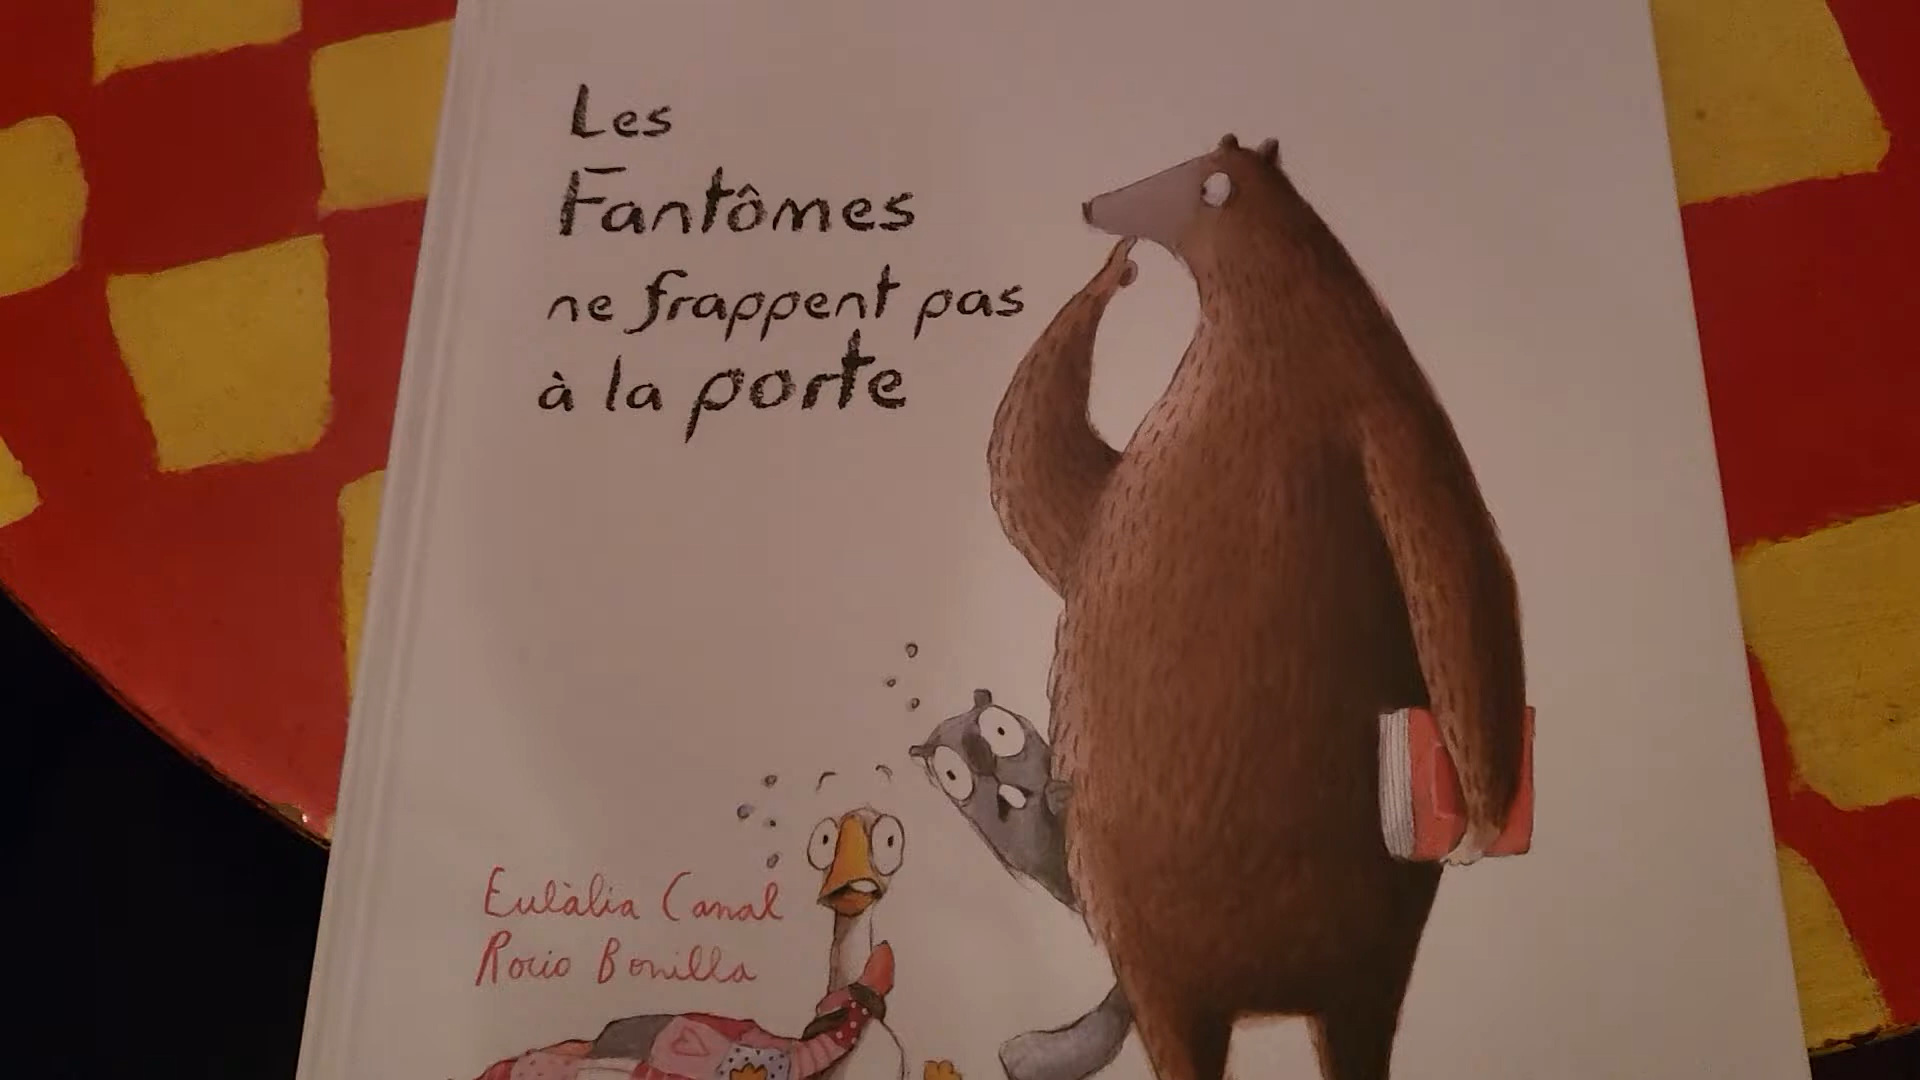 Les
Fantômes
ne frappent pas
à la porte
Eulàlia Canal
Rocio Bonilla